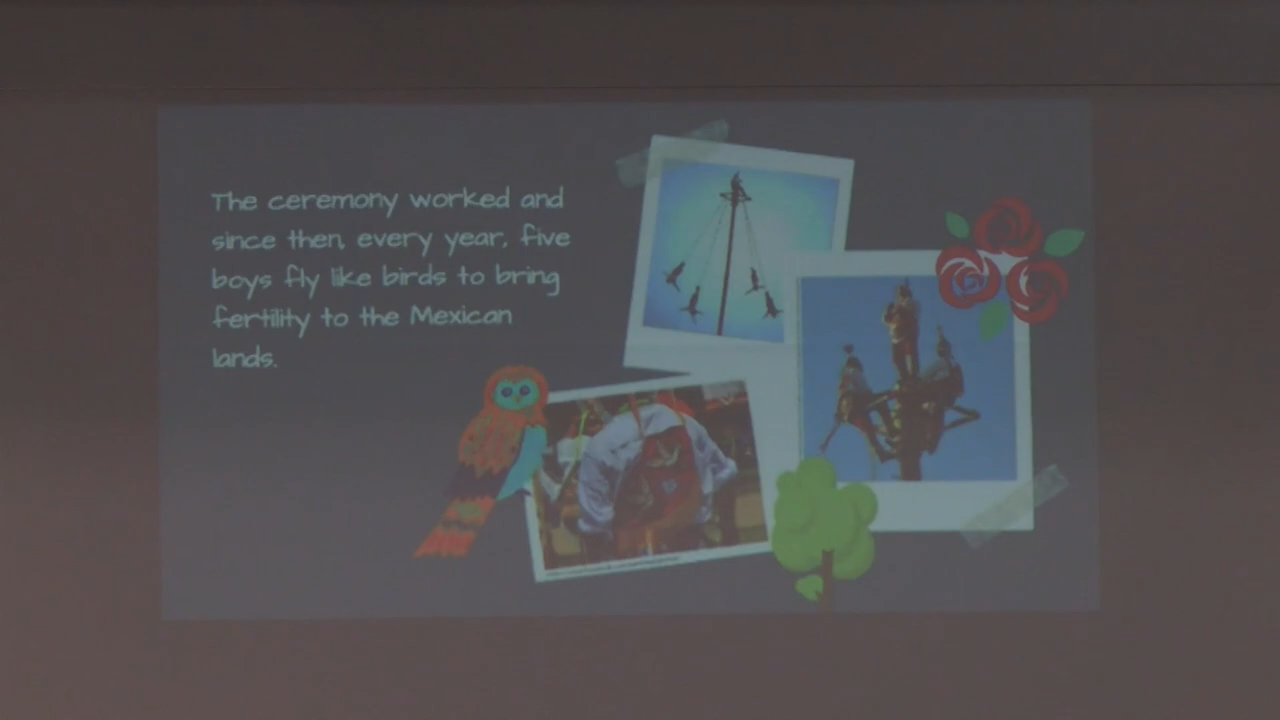 The ceremony worked and
since then, every year, five
boys fly like birds to bring
fertility to the Mexican
lands.